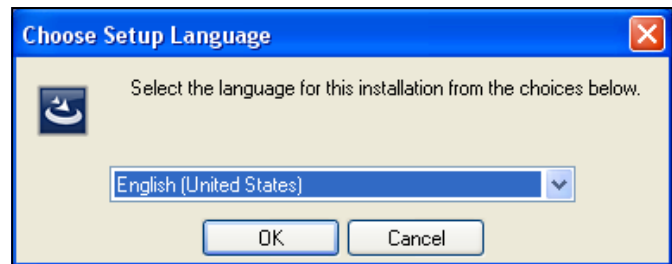 Choose Setup Language
Select the language for this installation from the choices below.
English (United States)
OK
Cancel